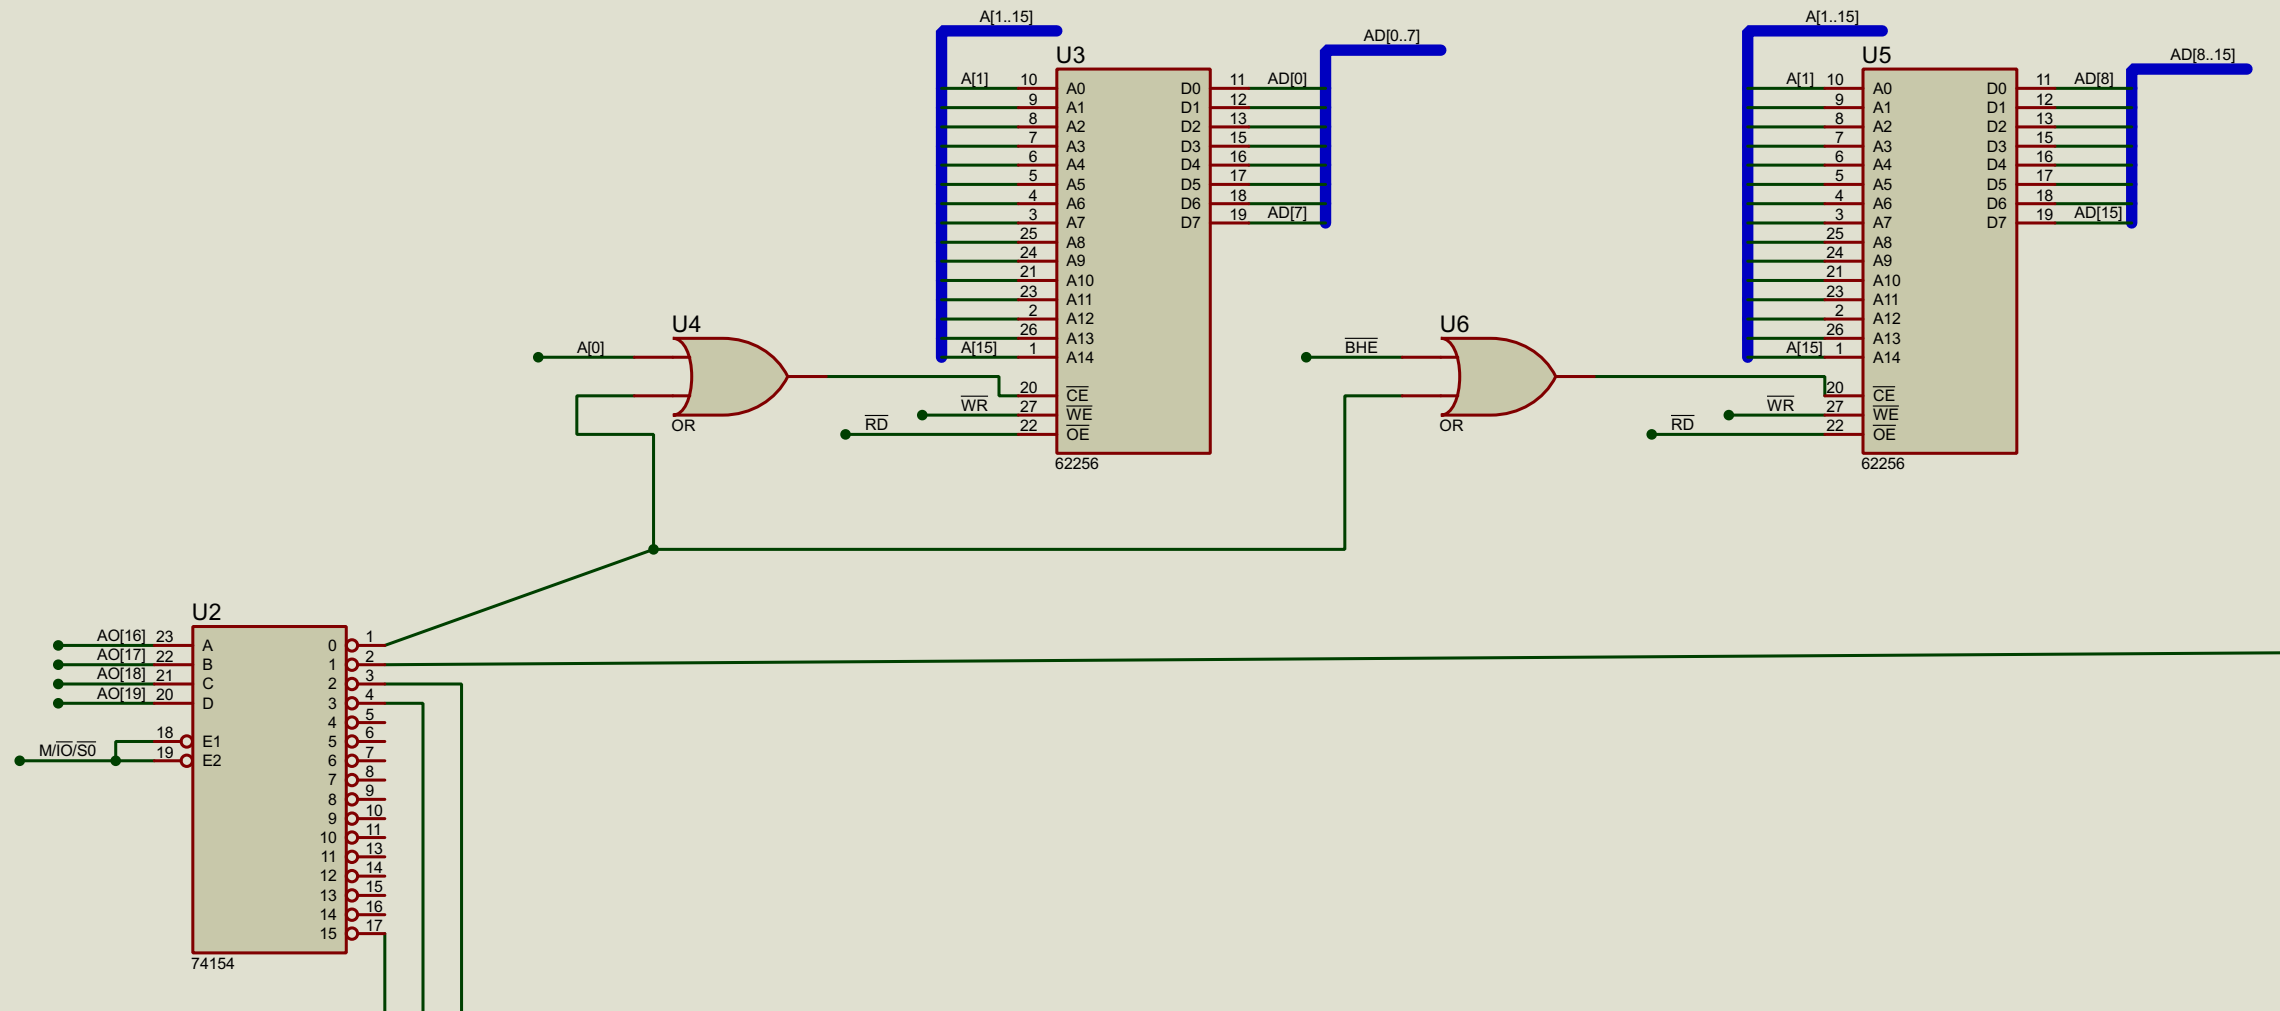 A[1..15]
AD[0..7]
U3
A[1] 10 A0 D0 11 AD[0]
9 A1 D1 12
8 A2 D2 13
7 A3 D3 15
6 A4 D4 16
5 A5 D5 17
4 A6 D6 18
3 A7 D7 19 AD[7]
25 A8
24 A9
21 A10
23 A11
2 A12
26 A13
A[15] 1 A14
20 CE
WR 27 WE
RD 22 OE
62256
A[1..15]
AD[8..15]
U5
A[1] 10 A0 D0 11 AD[8]
9 A1 D1 12
8 A2 D2 13
7 A3 D3 15
6 A4 D4 16
5 A5 D5 17
4 A6 D6 18
3 A7 D7 19 AD[15]
25 A8
24 A9
21 A10
23 A11
2 A12
26 A13
A[15] 1 A14
20 CE
WR 27 WE
RD 22 OE
62256
U4
A[0]
OR
U6
BHE
OR
U2
AO[16] 23 A 0 1
AO[17] 22 B 1 2
AO[18] 21 C 2 3
AO[19] 20 D 3 4
4 5
18 E1 5 6
M/IO/S0 19 E2 6 7
7 8
8 9
9 10
10 11
11 13
12 14
13 15
14 16
15 17
74154